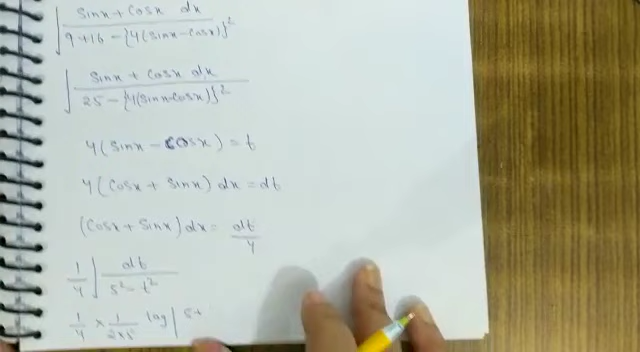 ∫ sinx + cosx dx / 9+16 - {4(sinx - cosx)}²
∫ sinx + cosx dx / 25 - {4(sinx-cosx)}²
4(sinx - cosx) = t
4(cosx + sinx) dx = dt
(cosx + sinx) dx = dt/4
1/4 ∫ dt / 5² - t²
1/4 × 1/2×5 log | 5+